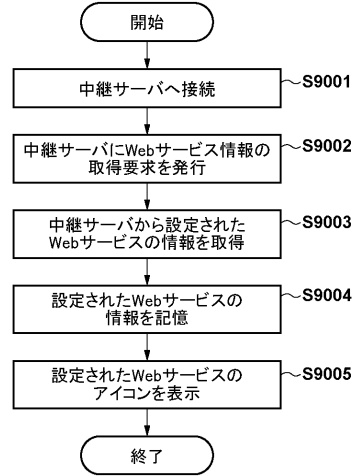 開始
中継サーバへ接続
S9001
中継サーバにWebサービス情報の
取得要求を発行
S9002
中継サーバから設定された
Webサービスの情報を取得
S9003
設定されたWebサービスの
情報を記憶
S9004
設定されたWebサービスの
アイコンを表示
S9005
終了